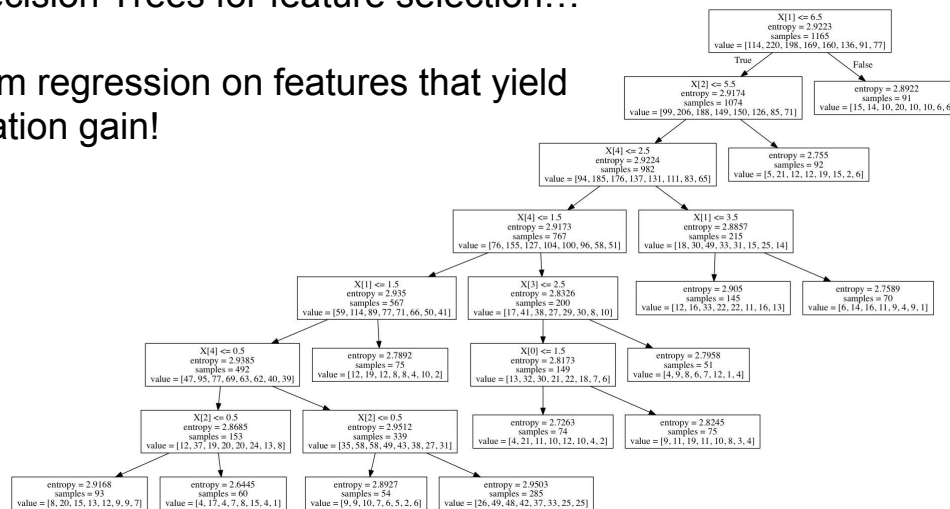 ecision Trees for feature selection…
m regression on features that yield
ation gain!
X[1] <= 6.5
entropy = 2.9223
samples = 1165
value = [114, 220, 198, 169, 160, 136, 91, 77]
True
False
X[2] <= 5.5
entropy = 2.9174
samples = 1074
value = [99, 206, 188, 149, 150, 126, 85, 71]
entropy = 2.8922
samples = 91
value = [15, 14, 10, 20, 10, 10, 6, 6
X[4] <= 2.5
entropy = 2.9224
samples = 982
value = [94, 185, 176, 137, 131, 111, 83, 65]
entropy = 2.755
samples = 92
value = [5, 21, 12, 12, 19, 15, 2, 6]
X[4] <= 1.5
entropy = 2.9173
samples = 767
value = [76, 155, 127, 104, 100, 96, 58, 51]
X[1] <= 3.5
entropy = 2.8857
samples = 215
value = [18, 30, 49, 33, 31, 15, 25, 14]
X[1] <= 1.5
entropy = 2.935
samples = 567
value = [59, 114, 89, 77, 71, 66, 50, 41]
X[3] <= 2.5
entropy = 2.8326
samples = 200
value = [17, 41, 38, 27, 29, 30, 8, 10]
entropy = 2.905
samples = 145
value = [12, 16, 33, 22, 22, 11, 16, 13]
entropy = 2.7589
samples = 70
value = [6, 14, 16, 11, 9, 4, 9, 1]
X[4] <= 0.5
entropy = 2.9385
samples = 492
value = [47, 95, 77, 69, 63, 62, 40, 39]
entropy = 2.7892
samples = 75
value = [12, 19, 12, 8, 8, 4, 10, 2]
X[0] <= 1.5
entropy = 2.8173
samples = 149
value = [13, 32, 30, 21, 22, 18, 7, 6]
entropy = 2.7958
samples = 51
value = [4, 9, 8, 6, 7, 12, 1, 4]
X[2] <= 0.5
entropy = 2.8685
samples = 153
value = [12, 37, 19, 20, 20, 24, 13, 8]
X[2] <= 0.5
entropy = 2.9512
samples = 339
value = [35, 58, 58, 49, 43, 38, 27, 31]
entropy = 2.7263
samples = 74
value = [4, 21, 11, 10, 12, 10, 4, 2]
entropy = 2.8245
samples = 75
value = [9, 11, 19, 11, 10, 8, 3, 4]
entropy = 2.9168
samples = 93
value = [8, 20, 15, 13, 12, 9, 9, 7]
entropy = 2.6445
samples = 60
value = [4, 17, 4, 7, 8, 15, 4, 1]
entropy = 2.8927
samples = 54
value = [9, 9, 10, 7, 6, 5, 2, 6]
entropy = 2.9503
samples = 285
value = [26, 49, 48, 42, 37, 33, 25, 25]